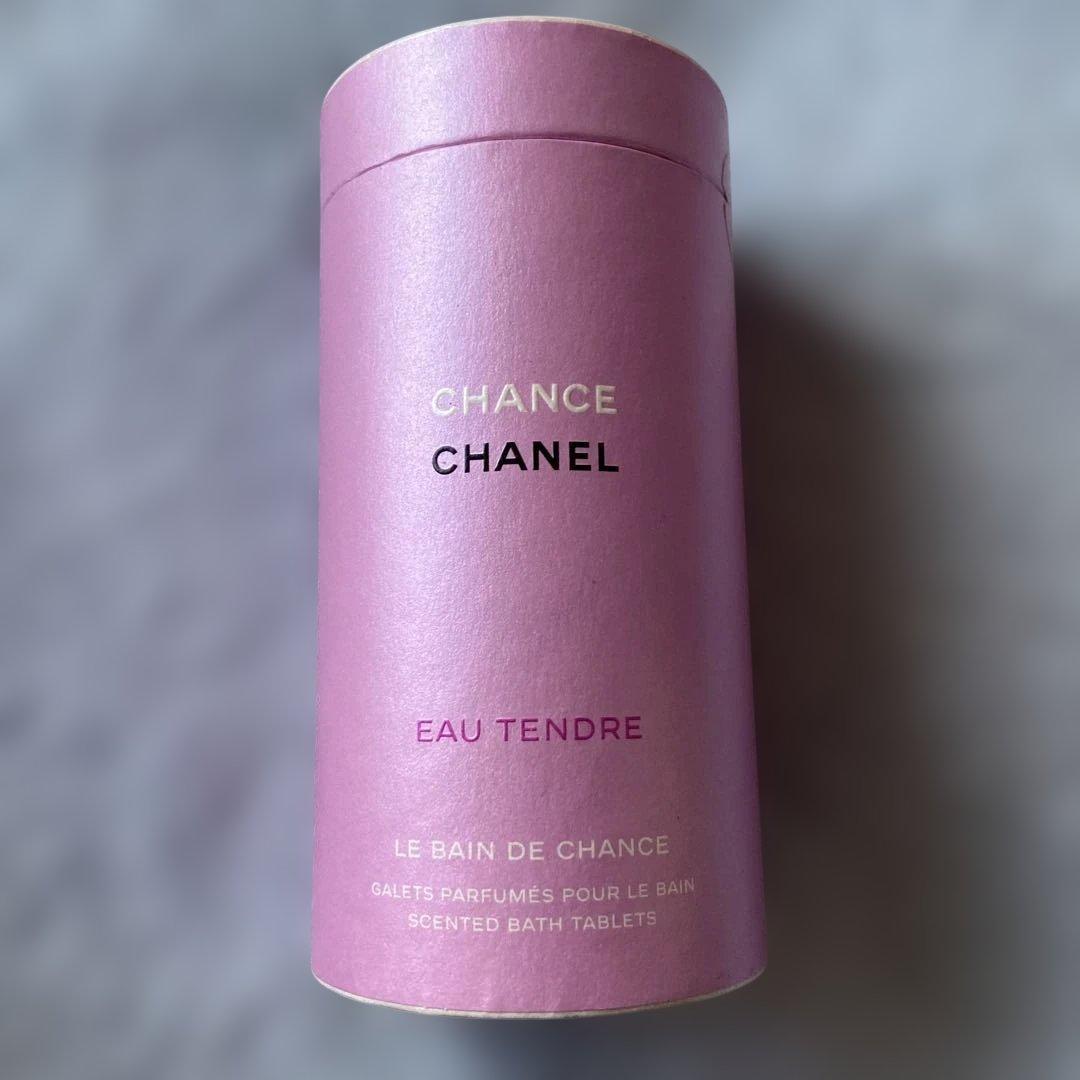 CHANCE
CHANEL
EAU TENDRE
LE BAIN DE CHANCE
GALETS PARFUMÉS POUR LE BAIN
SCENTED BATH TABLETS